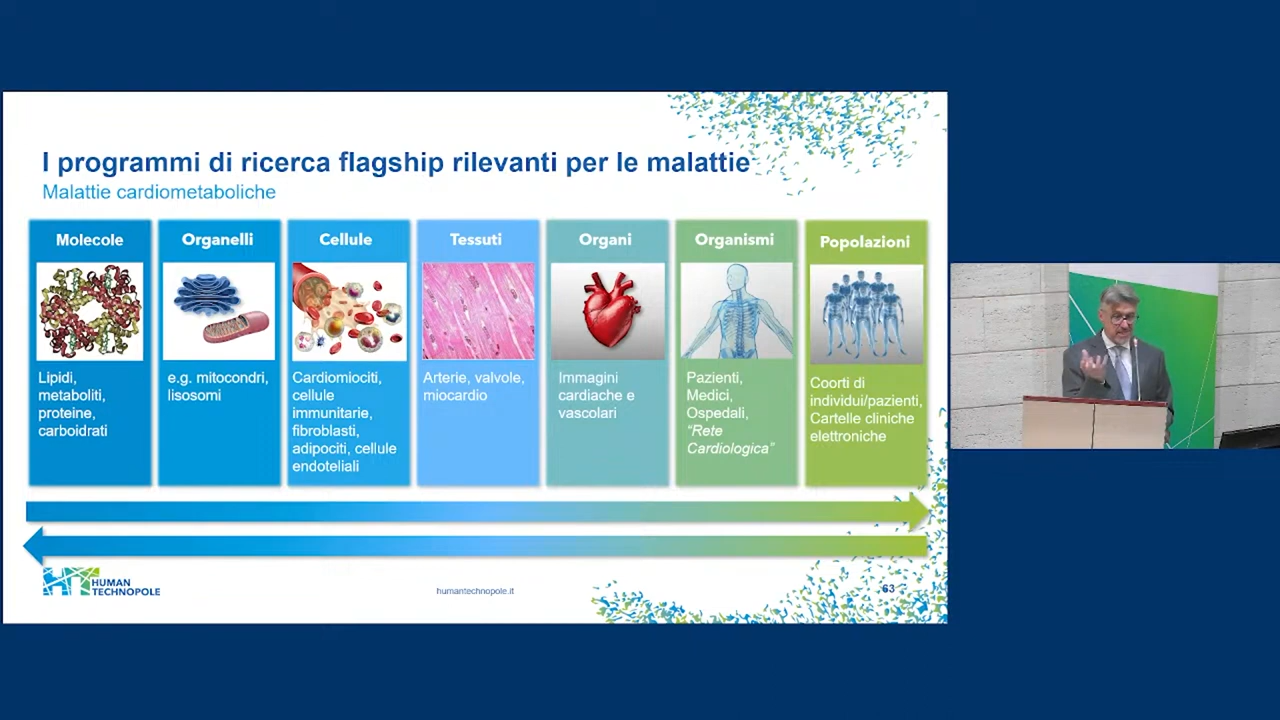 I programmi di ricerca flagship rilevanti per le malattie
Malattie cardiometaboliche
Molecole
Lipidi,
metaboliti,
proteine,
carboidrati
Organelli
e.g. mitocondri,
lisosomi
Cellule
Cardiomiociti,
cellule
immunitarie,
fibroblasti,
adipociti, cellule
endoteliali
Tessuti
Arterie, valvole,
miocardio
Organi
Immagini
cardiache e
vascolari
Organismi
Pazienti,
Medici,
Ospedali,
“Rete
Cardiologica”
Popolazioni
Coorti di
individui/pazienti,
Cartelle cliniche
elettroniche
HUMAN
TECHNOPOLE
humantechnopole.it
63